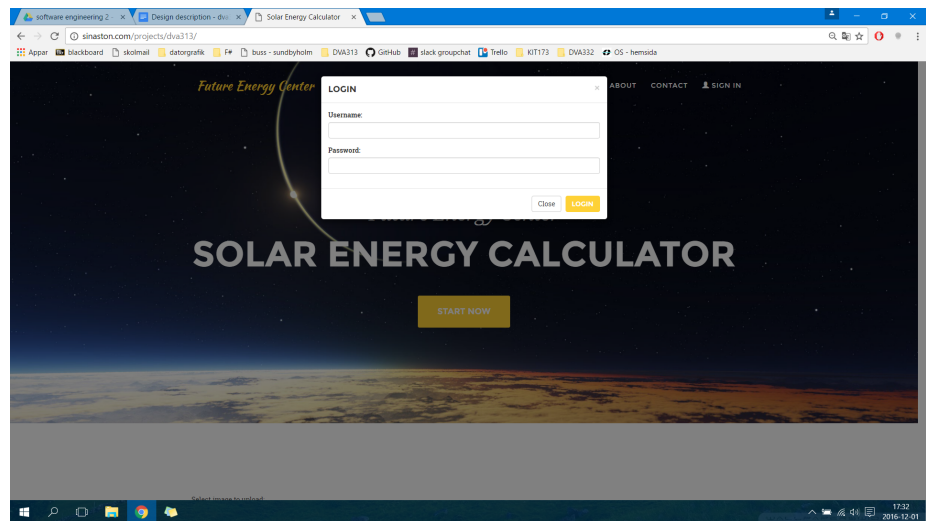 software engineering 2 -
Design description - dva
Solar Energy Calculator
sinaston.com/projects/dva313/
Appar blackboard skolmail datorgrafik F# buss - sundbyholm DVA313 GitHub slack groupchat Trello KIT173 DVA332 OS - hemsida
Future Energy Center
ABOUT CONTACT SIGN IN
LOGIN
Username:
Password:
Close LOGIN
SOLAR ENERGY CALCULATOR
START NOW
Select image to upload
17:32
2016-12-01